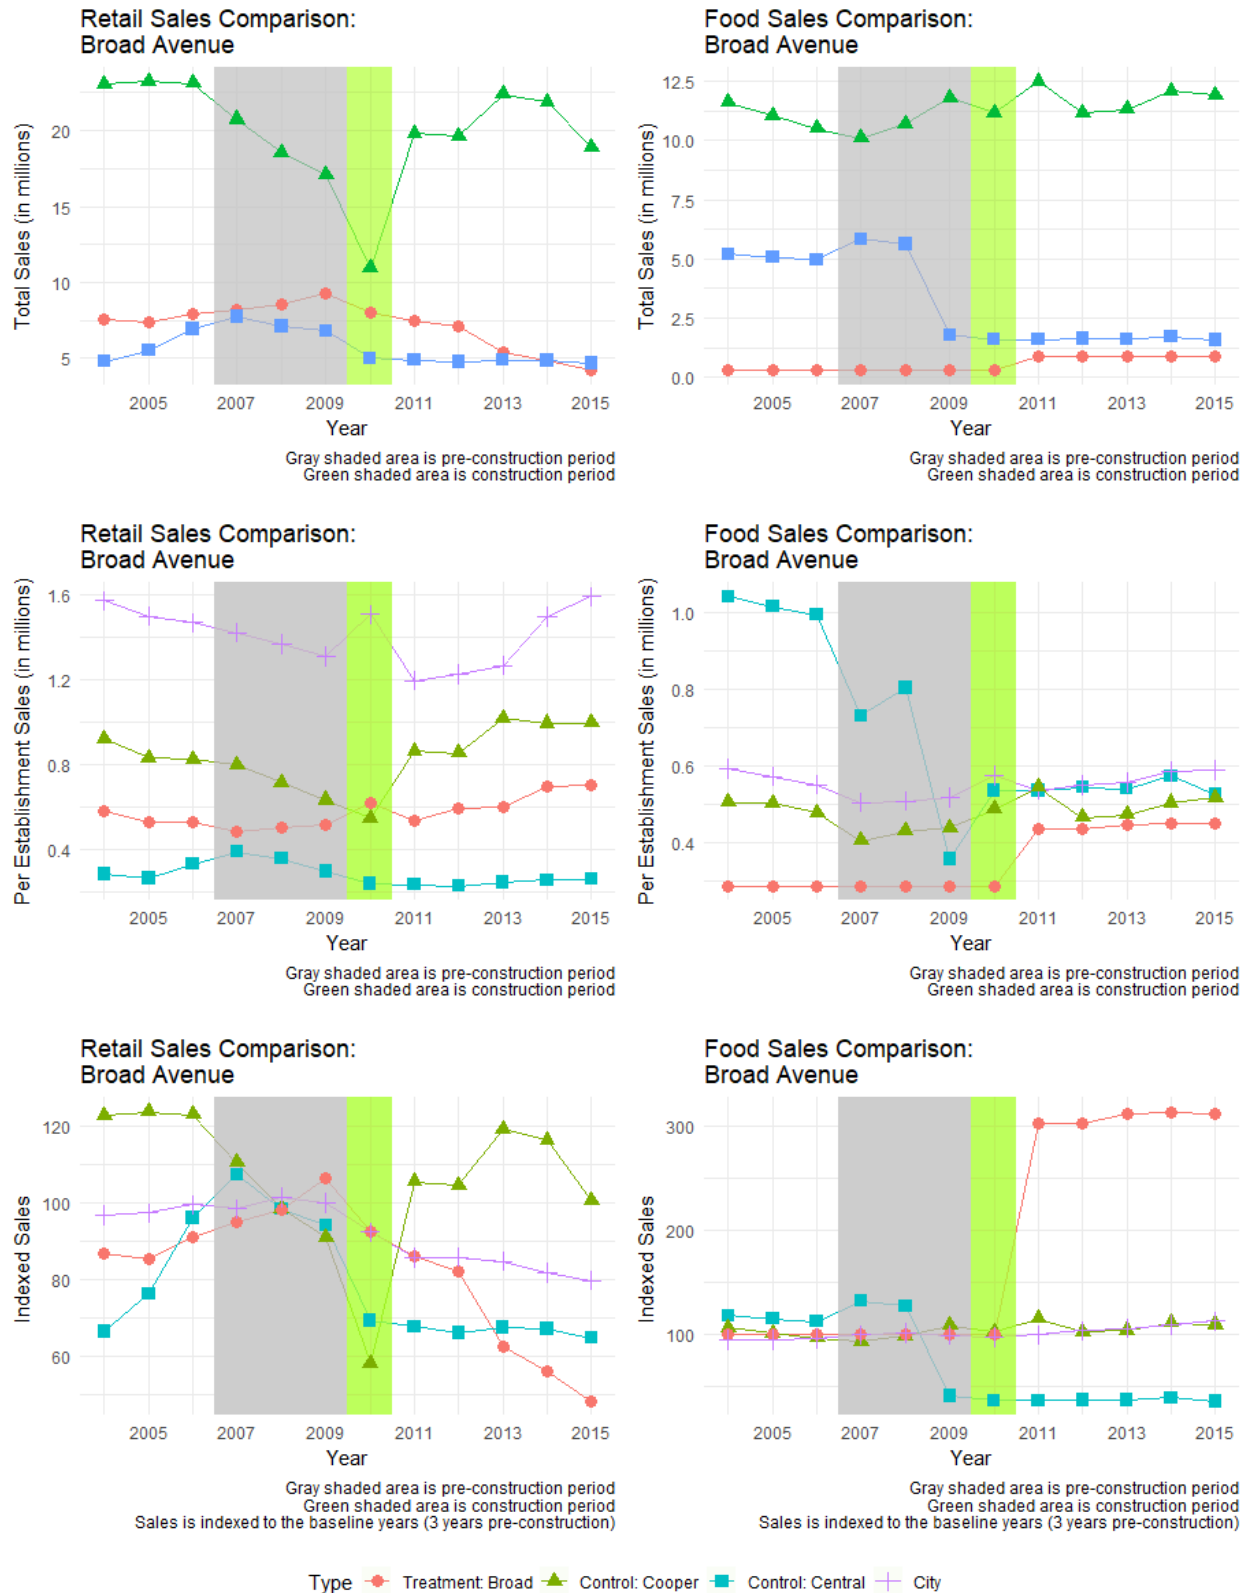 Retail Sales Comparison:
Broad Avenue
Total Sales (in millions)
20
15
10
5
2005 2007 2009 2011 2013 2015
Year
Gray shaded area is pre-construction period
Green shaded area is construction period
Food Sales Comparison:
Broad Avenue
Total Sales (in millions)
12.5
10.0
7.5
5.0
2.5
0.0
2005 2007 2009 2011 2013 2015
Year
Gray shaded area is pre-construction period
Green shaded area is construction period
Retail Sales Comparison:
Broad Avenue
Per Establishment Sales (in millions)
1.6
1.2
0.8
0.4
2005 2007 2009 2011 2013 2015
Year
Gray shaded area is pre-construction period
Green shaded area is construction period
Food Sales Comparison:
Broad Avenue
Per Establishment Sales (in millions)
1.0
0.8
0.6
0.4
2005 2007 2009 2011 2013 2015
Year
Gray shaded area is pre-construction period
Green shaded area is construction period
Retail Sales Comparison:
Broad Avenue
Indexed Sales
120
100
80
60
2005 2007 2009 2011 2013 2015
Year
Gray shaded area is pre-construction period
Green shaded area is construction period
Sales is indexed to the baseline years (3 years pre-construction)
Food Sales Comparison:
Broad Avenue
Indexed Sales
300
200
100
2005 2007 2009 2011 2013 2015
Year
Gray shaded area is pre-construction period
Green shaded area is construction period
Sales is indexed to the baseline years (3 years pre-construction)
Type Treatment: Broad Control: Cooper Control: Central City